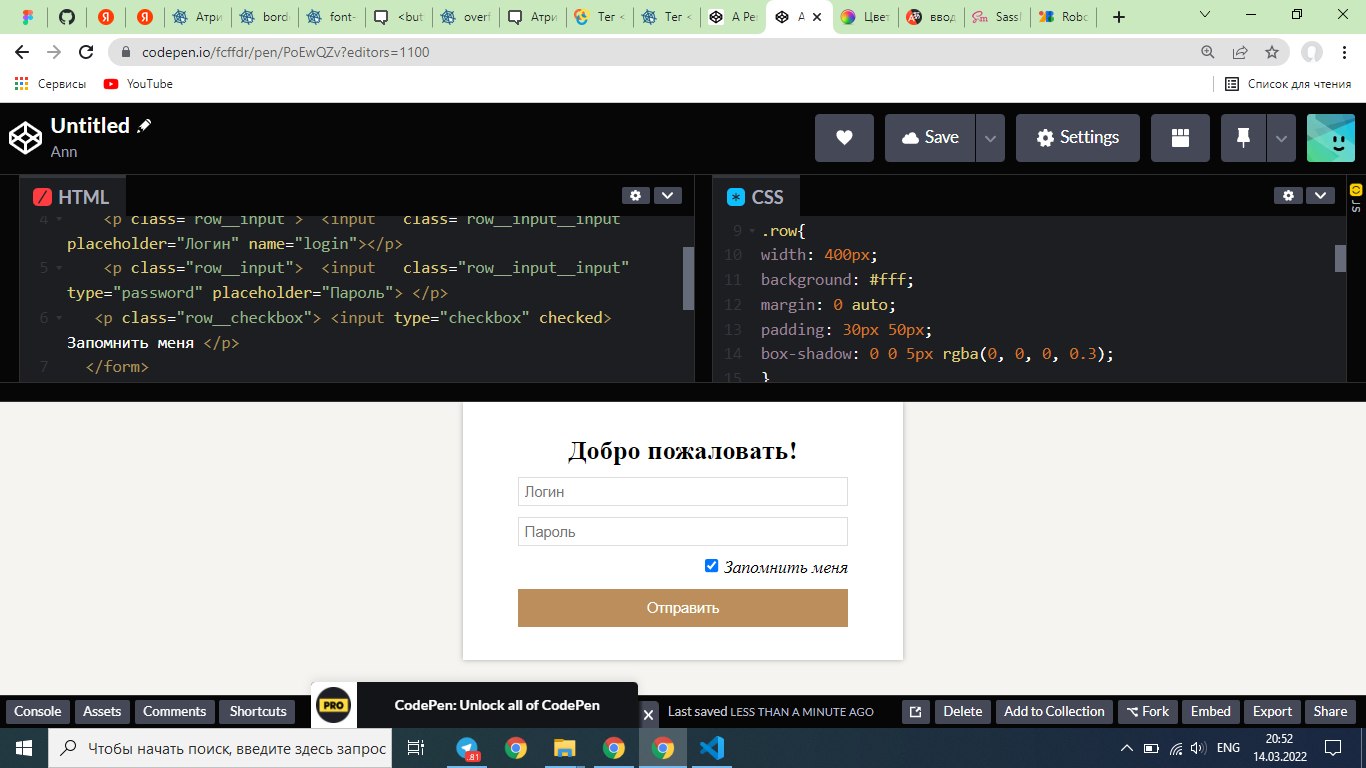 Атри
bord
font-
<but
overf
Атри
Тег <
Тег <
A Per
A
Цвет
ввод
Sassl
Robc
codepen.io/fcffdr/pen/PoEwQZv?editors=1100
Сервисы
YouTube
Список для чтения
Untitled
Ann
Save
Settings
HTML
CSS
JS
4 <p class="row__input"> <input class="row__input__input"
placeholder="Логин" name="login"></p>
5 <p class="row__input"> <input class="row__input__input"
type="password" placeholder="Пароль"> </p>
6 <p class="row__checkbox"> <input type="checkbox" checked>
Запомнить меня </p>
7 </form>
9 .row{
10 width: 400px;
11 background: #fff;
12 margin: 0 auto;
13 padding: 30px 50px;
14 box-shadow: 0 0 5px rgba(0, 0, 0, 0.3);
15 }
Добро пожаловать!
Логин
Пароль
Запомнить меня
Отправить
Console
Assets
Comments
Shortcuts
PRO
CodePen: Unlock all of CodePen
Last saved LESS THAN A MINUTE AGO
Delete
Add to Collection
Fork
Embed
Export
Share
Чтобы начать поиск, введите здесь запрос
81
ENG
20:52
14.03.2022